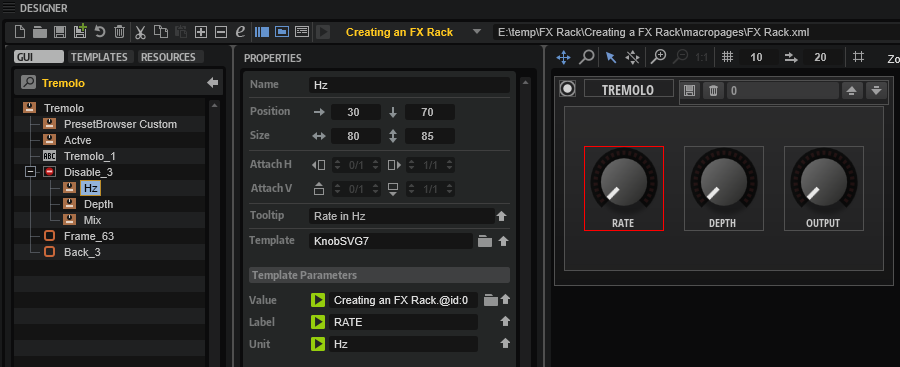 DESIGNER
Creating an FX Rack
E:\temp\FX Rack\Creating a FX Rack\macropages\FX Rack.xml
GUI TEMPLATES RESOURCES
Tremolo
Tremolo
PresetBrowser Custom
Actve
ABC Tremolo_1
Disable_3
Hz
Depth
Mix
Frame_63
Back_3
PROPERTIES
Name Hz
Position 30 70
Size 80 85
Attach H 0/1 1/1
Attach V 0/1 1/1
Tooltip Rate in Hz
Template KnobSVG7
Template Parameters
Value Creating an FX Rack.@id:0
Label RATE
Unit Hz
1:1 10 20 Zo
TREMOLO 0
RATE DEPTH OUTPUT